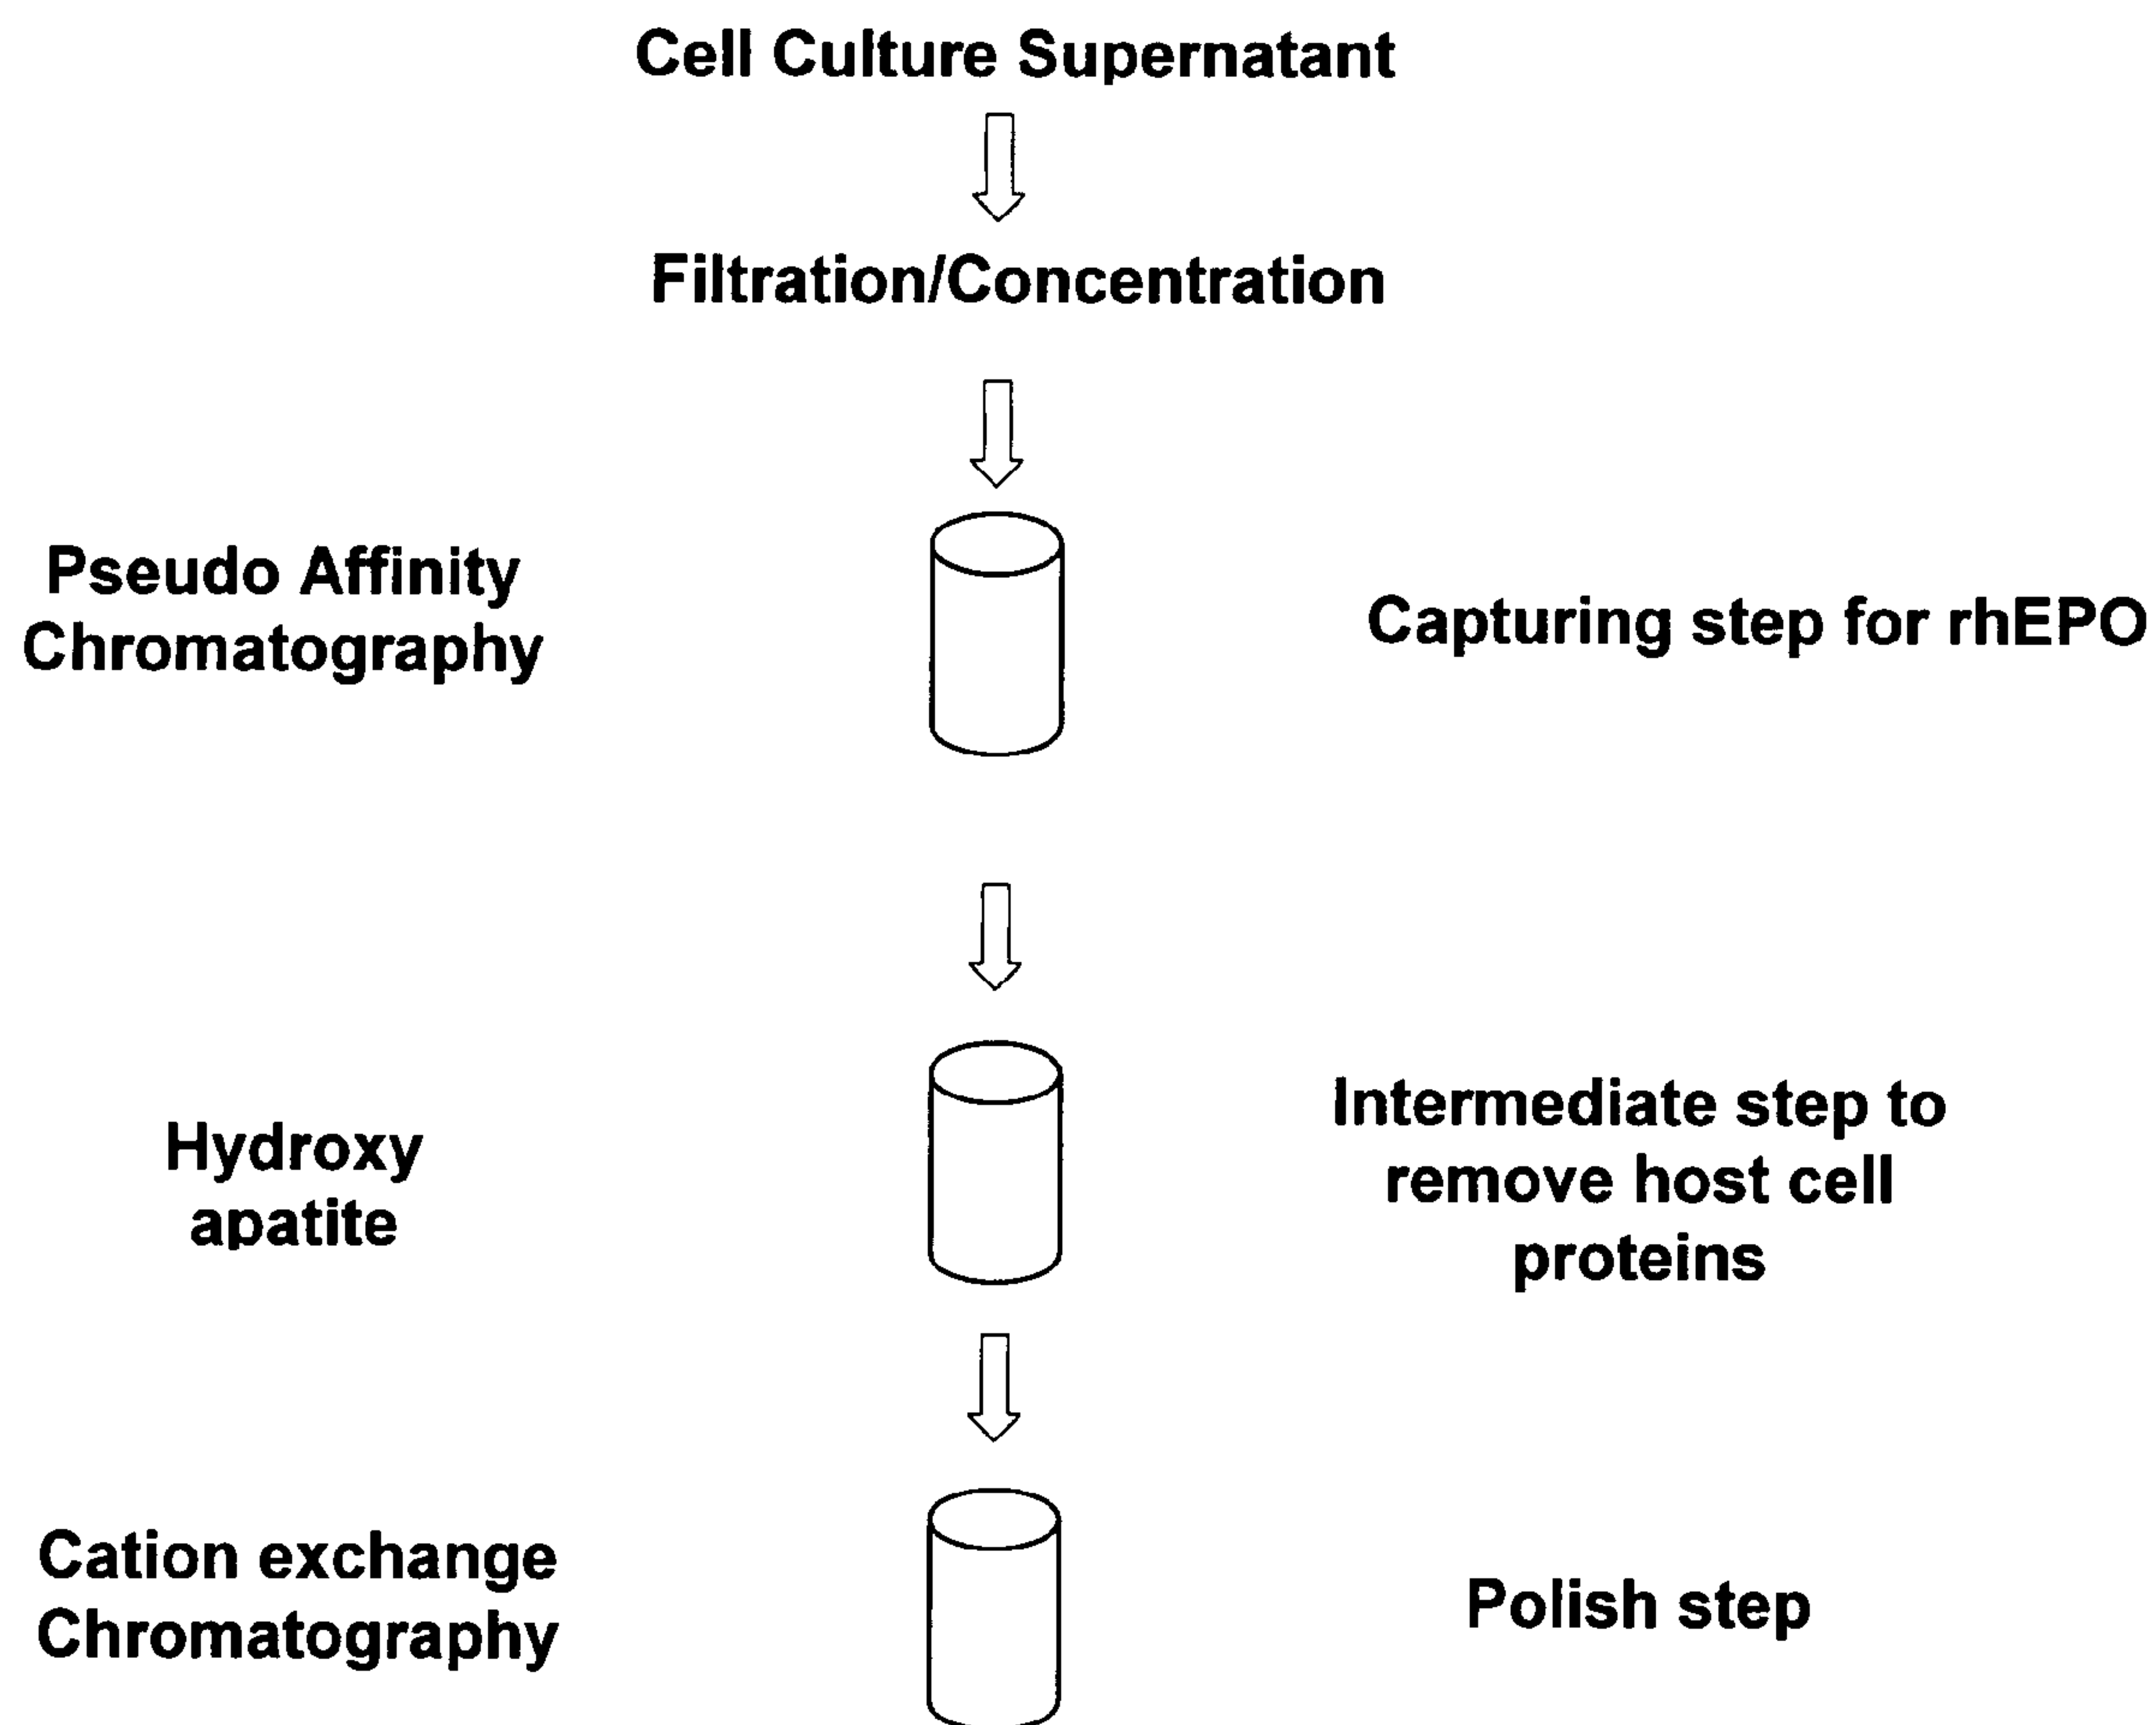 Cell Culture Supernatant
Filtration/Concentration
Pseudo Affinity
Chromatography
Capturing step for rhEPO
Hydroxy
apatite
Intermediate step to
remove host cell
proteins
Cation exchange
Chromatography
Polish step